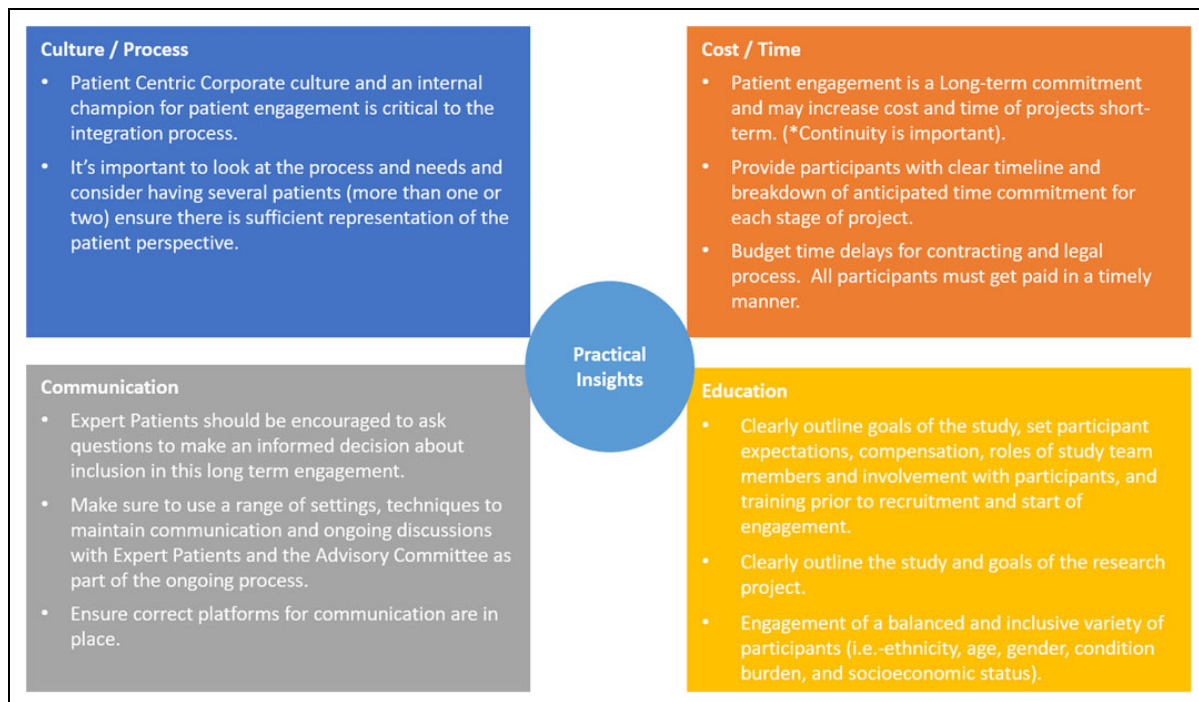 Culture / Process
• Patient Centric Corporate culture and an internal
champion for patient engagement is critical to the
integration process.
• It's important to look at the process and needs and
consider having several patients (more than one or
two) ensure there is sufficient representation of the
patient perspective.
Cost / Time
• Patient engagement is a Long-term commitment
and may increase cost and time of projects short-
term. (*Continuity is important).
• Provide participants with clear timeline and
breakdown of anticipated time commitment for
each stage of project.
• Budget time delays for contracting and legal
process.  All participants must get paid in a timely
manner.
Practical
Insights
Communication
• Expert Patients should be encouraged to ask
questions to make an informed decision about
inclusion in this long term engagement.
• Make sure to use a range of settings, techniques to
maintain communication and ongoing discussions
with Expert Patients and the Advisory Committee as
part of the ongoing process.
• Ensure correct platforms for communication are in
place.
Education
• Clearly outline goals of the study, set participant
expectations, compensation, roles of study team
members and involvement with participants, and
training prior to recruitment and start of
engagement.
• Clearly outline the study and goals of the research
project.
• Engagement of a balanced and inclusive variety of
participants (i.e.-ethnicity, age, gender, condition
burden, and socioeconomic status).